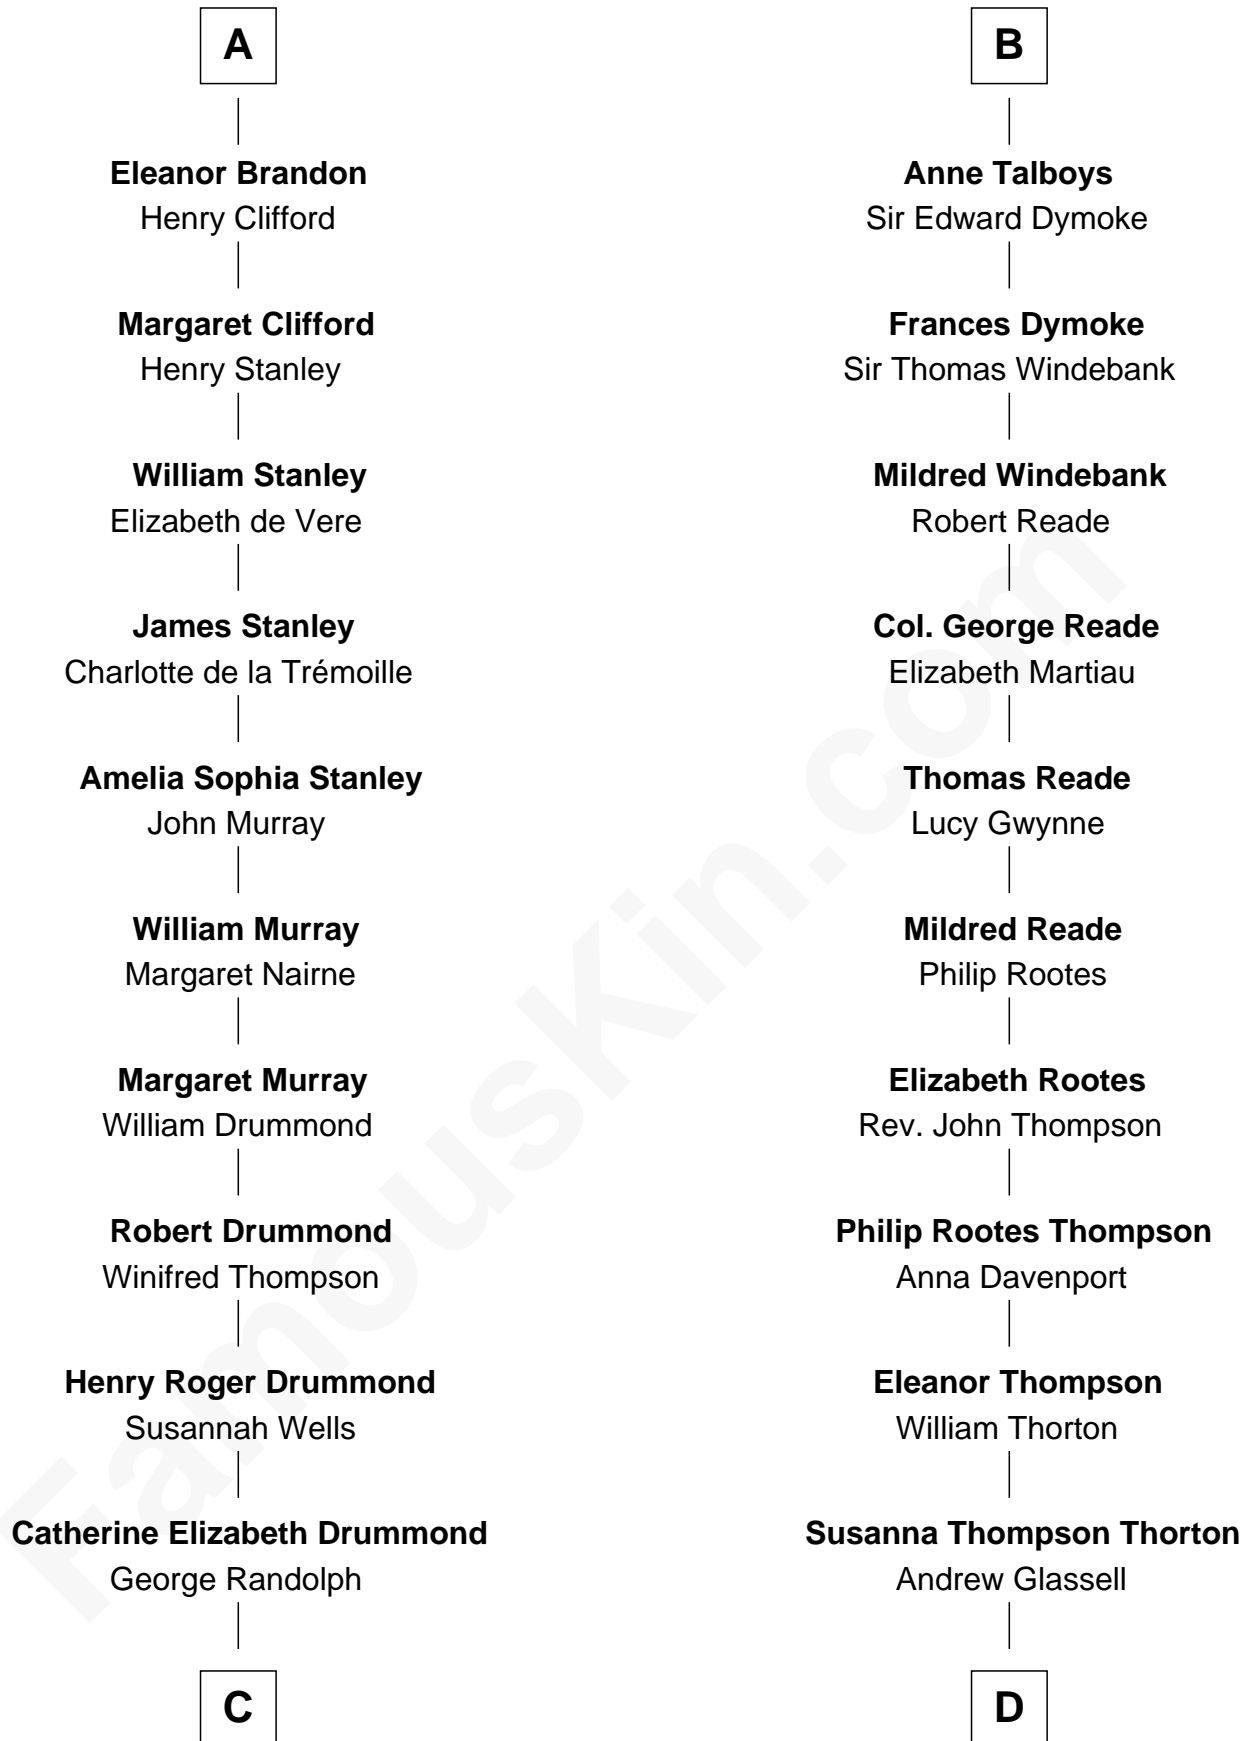 A
Eleanor Brandon
Henry Clifford
Margaret Clifford
Henry Stanley
William Stanley
Elizabeth de Vere
James Stanley
Charlotte de la Trémoille
Amelia Sophia Stanley
John Murray
William Murray
Margaret Nairne
Margaret Murray
William Drummond
Robert Drummond
Winifred Thompson
Henry Roger Drummond
Susannah Wells
Catherine Elizabeth Drummond
George Randolph
C
B
Anne Talboys
Sir Edward Dymoke
Frances Dymoke
Sir Thomas Windebank
Mildred Windebank
Robert Reade
Col. George Reade
Elizabeth Martiau
Thomas Reade
Lucy Gwynne
Mildred Reade
Philip Rootes
Elizabeth Rootes
Rev. John Thompson
Philip Rootes Thompson
Anna Davenport
Eleanor Thompson
William Thorton
Susanna Thompson Thorton
Andrew Glassell
D
FamousKin.com